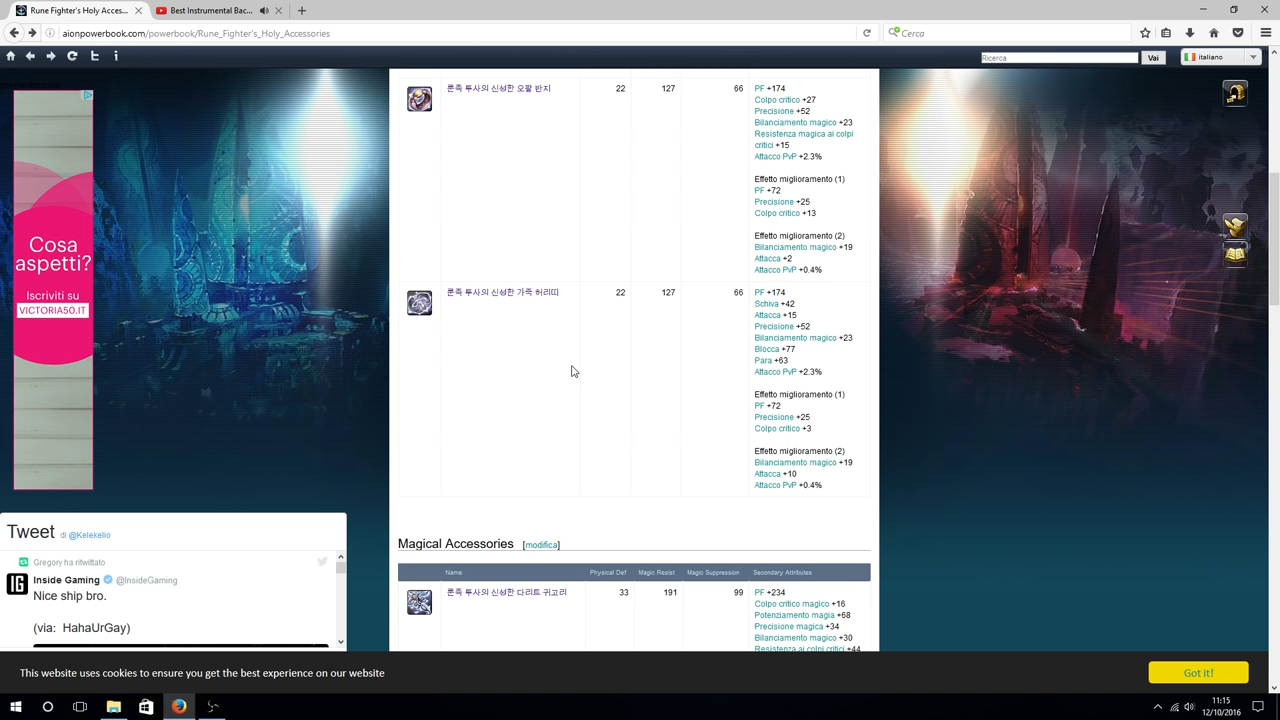 Rune Fighter's Holy Acces...
Best Instrumental Bac...
aionpowerbook.com/powerbook/Rune_Fighter's_Holy_Accessories
Cerca
Ricerca
Vai
italiano
룬족 투사의 신성한 오팔 반지 22 127 66 PF +174
Colpo critico +27
Precisione +52
Bilanciamento magico +23
Resistenza magica ai colpi
critici +15
Attacco PvP +2.3%
Effetto miglioramento (1)
PF +72
Precisione +25
Colpo critico +13
Effetto miglioramento (2)
Bilanciamento magico +19
Attacca +2
Attacco PvP +0.4%
룬족 투사의 신성한 가죽 허리띠 22 127 66 PF +174
Schiva +42
Attacca +15
Precisione +52
Bilanciamento magico +23
Blocca +77
Para +63
Attacco PvP +2.3%
Effetto miglioramento (1)
PF +72
Precisione +25
Colpo critico +3
Effetto miglioramento (2)
Bilanciamento magico +19
Attacca +10
Attacco PvP +0.4%
Magical Accessories [modifica]
Name Physical Def Magic Resist Magic Suppression Secondary Attributes
룬족 투사의 신성한 다리트 귀고리 33 191 99 PF +234
Colpo critico magico +16
Potenziamento magia +68
Precisione magica +34
Bilanciamento magico +30
Resistenza ai colpi critici +44
Cosa
aspetti?
Iscriviti su
VICTORIA50.IT
Tweet di @Kelekelio
Gregory ha ritwittato
IG
Inside Gaming @InsideGaming
Nice ship bro.
(via: HahaUrGay)
This website uses cookies to ensure you get the best experience on our website
Got it!
11:15
12/10/2016